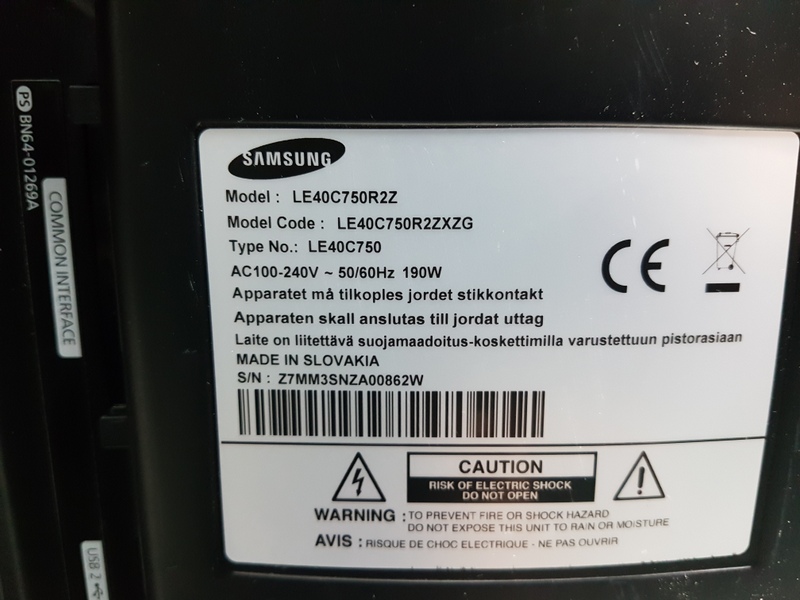 PS BN64-01269A
COMMON INTERFACE
USB 2
SAMSUNG
Model : LE40C750R2Z
Model Code : LE40C750R2ZXZG
Type No.: LE40C750
AC100-240V ~ 50/60Hz 190W
Apparatet må tilkoples jordet stikkontakt
Apparaten skall anslutas till jordat uttag
Laite on liitettävä suojamaadoitus-koskettimilla varustettuun pistorasiaan
MADE IN SLOVAKIA
S/N : Z7MM3SNZA00862W
CE
CAUTION
RISK OF ELECTRIC SHOCK
DO NOT OPEN
WARNING : TO PREVENT FIRE OR SHOCK HAZARD
DO NOT EXPOSE THIS UNIT TO RAIN OR MOISTURE
AVIS : RISQUE DE CHOC ELECTRIQUE - NE PAS OUVRIR